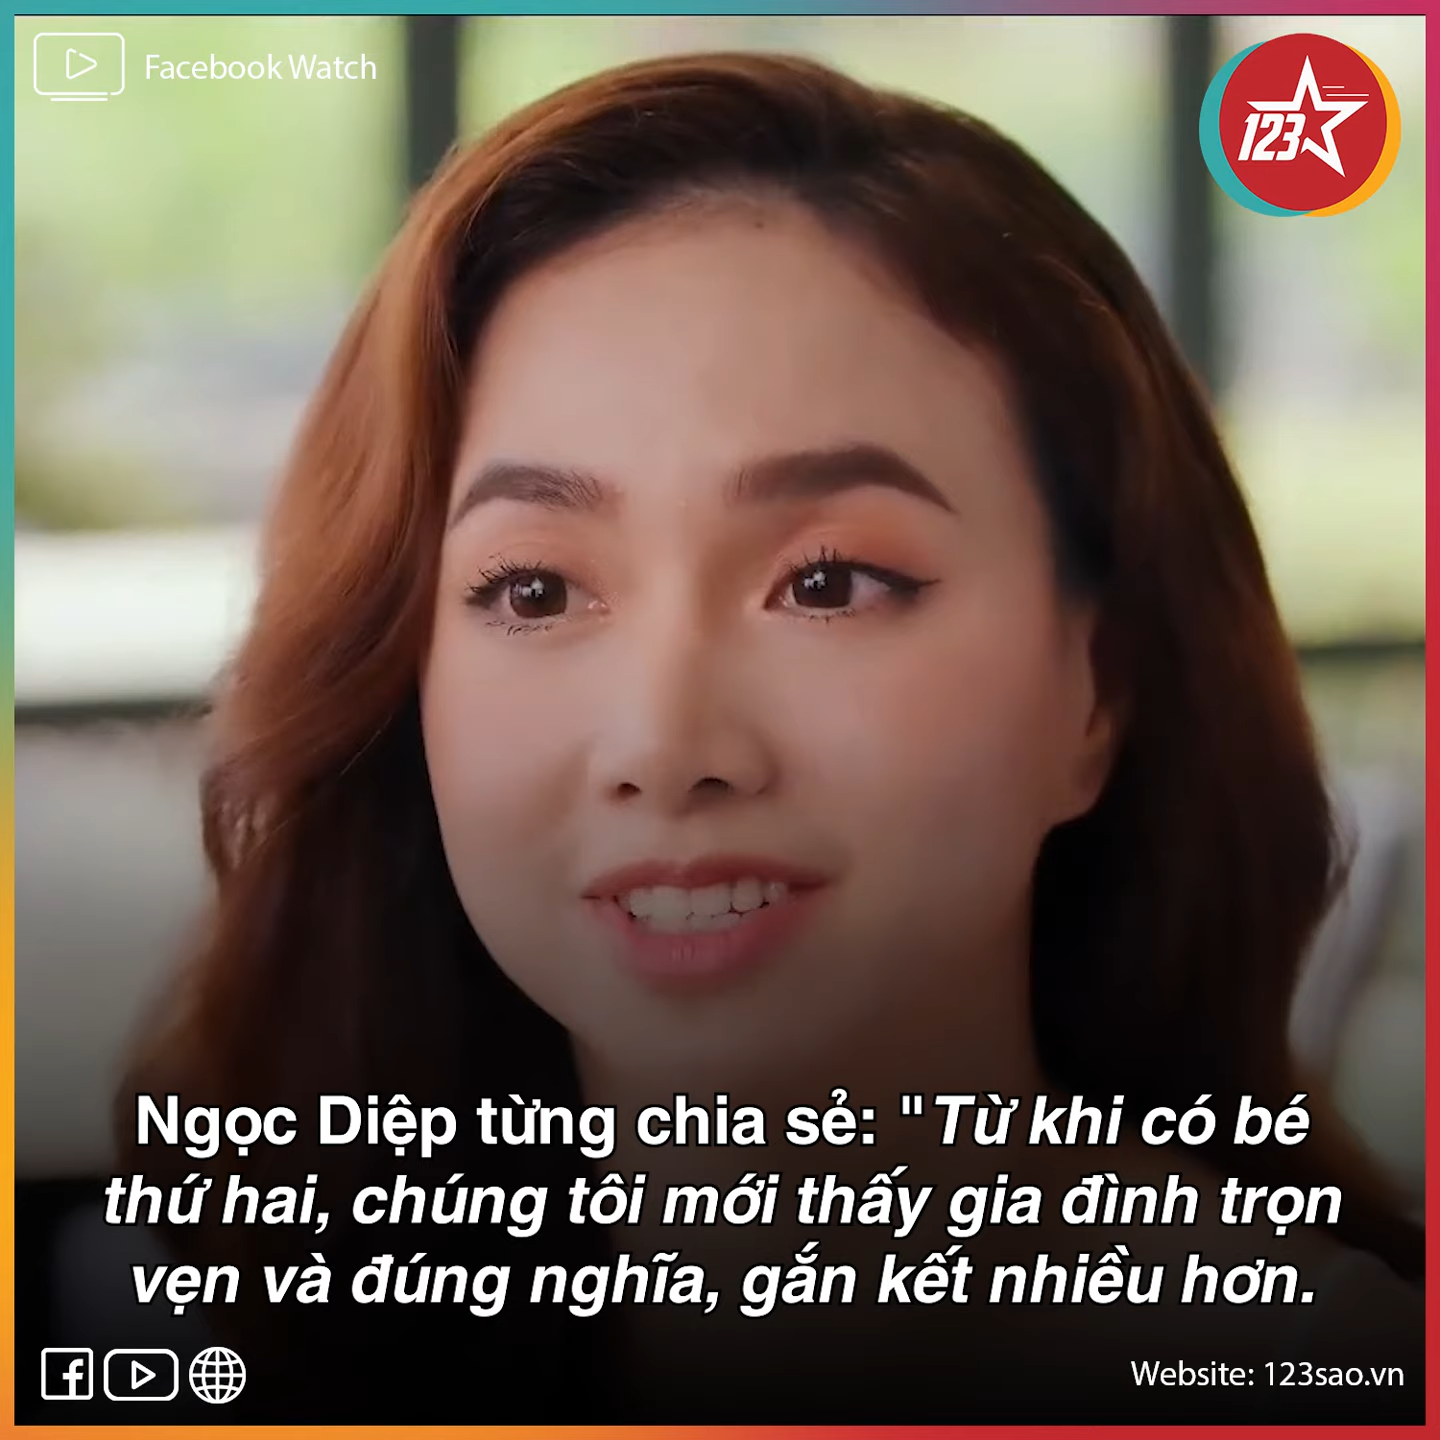 Facebook Watch
123
Ngọc Diệp từng chia sẻ: "Từ khi có bé
thứ hai, chúng tôi mới thấy gia đình trọn
vẹn và đúng nghĩa, gắn kết nhiều hơn.
Website: 123sao.vn